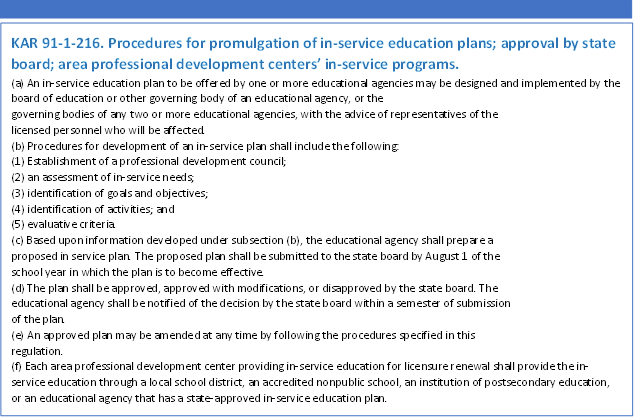 KAR 91-1-216. Procedures for promulgation of in-service education plans; approval by state
board; area professional development centers’ in-service programs.
(a) An in-service education plan to be offered by one or more educational agencies may be designed and implemented by the
board of education or other governing body of an educational agency, or the
governing bodies of any two or more educational agencies, with the advice of representatives of the
licensed personnel who will be affected.
(b) Procedures for development of an in-service plan shall include the following:
(1) Establishment of a professional development council;
(2) an assessment of in-service needs;
(3) identification of goals and objectives;
(4) identification of activities; and
(5) evaluative criteria.
(c) Based upon information developed under subsection (b), the educational agency shall prepare a
proposed in service plan. The proposed plan shall be submitted to the state board by August 1 of the
school year in which the plan is to become effective.
(d) The plan shall be approved, approved with modifications, or disapproved by the state board. The
educational agency shall be notified of the decision by the state board within a semester of submission
of the plan.
(e) An approved plan may be amended at any time by following the procedures specified in this
regulation.
(f) Each area professional development center providing in-service education for licensure renewal shall provide the in-
service education through a local school district, an accredited nonpublic school, an institution of postsecondary education,
or an educational agency that has a state-approved in-service education plan.